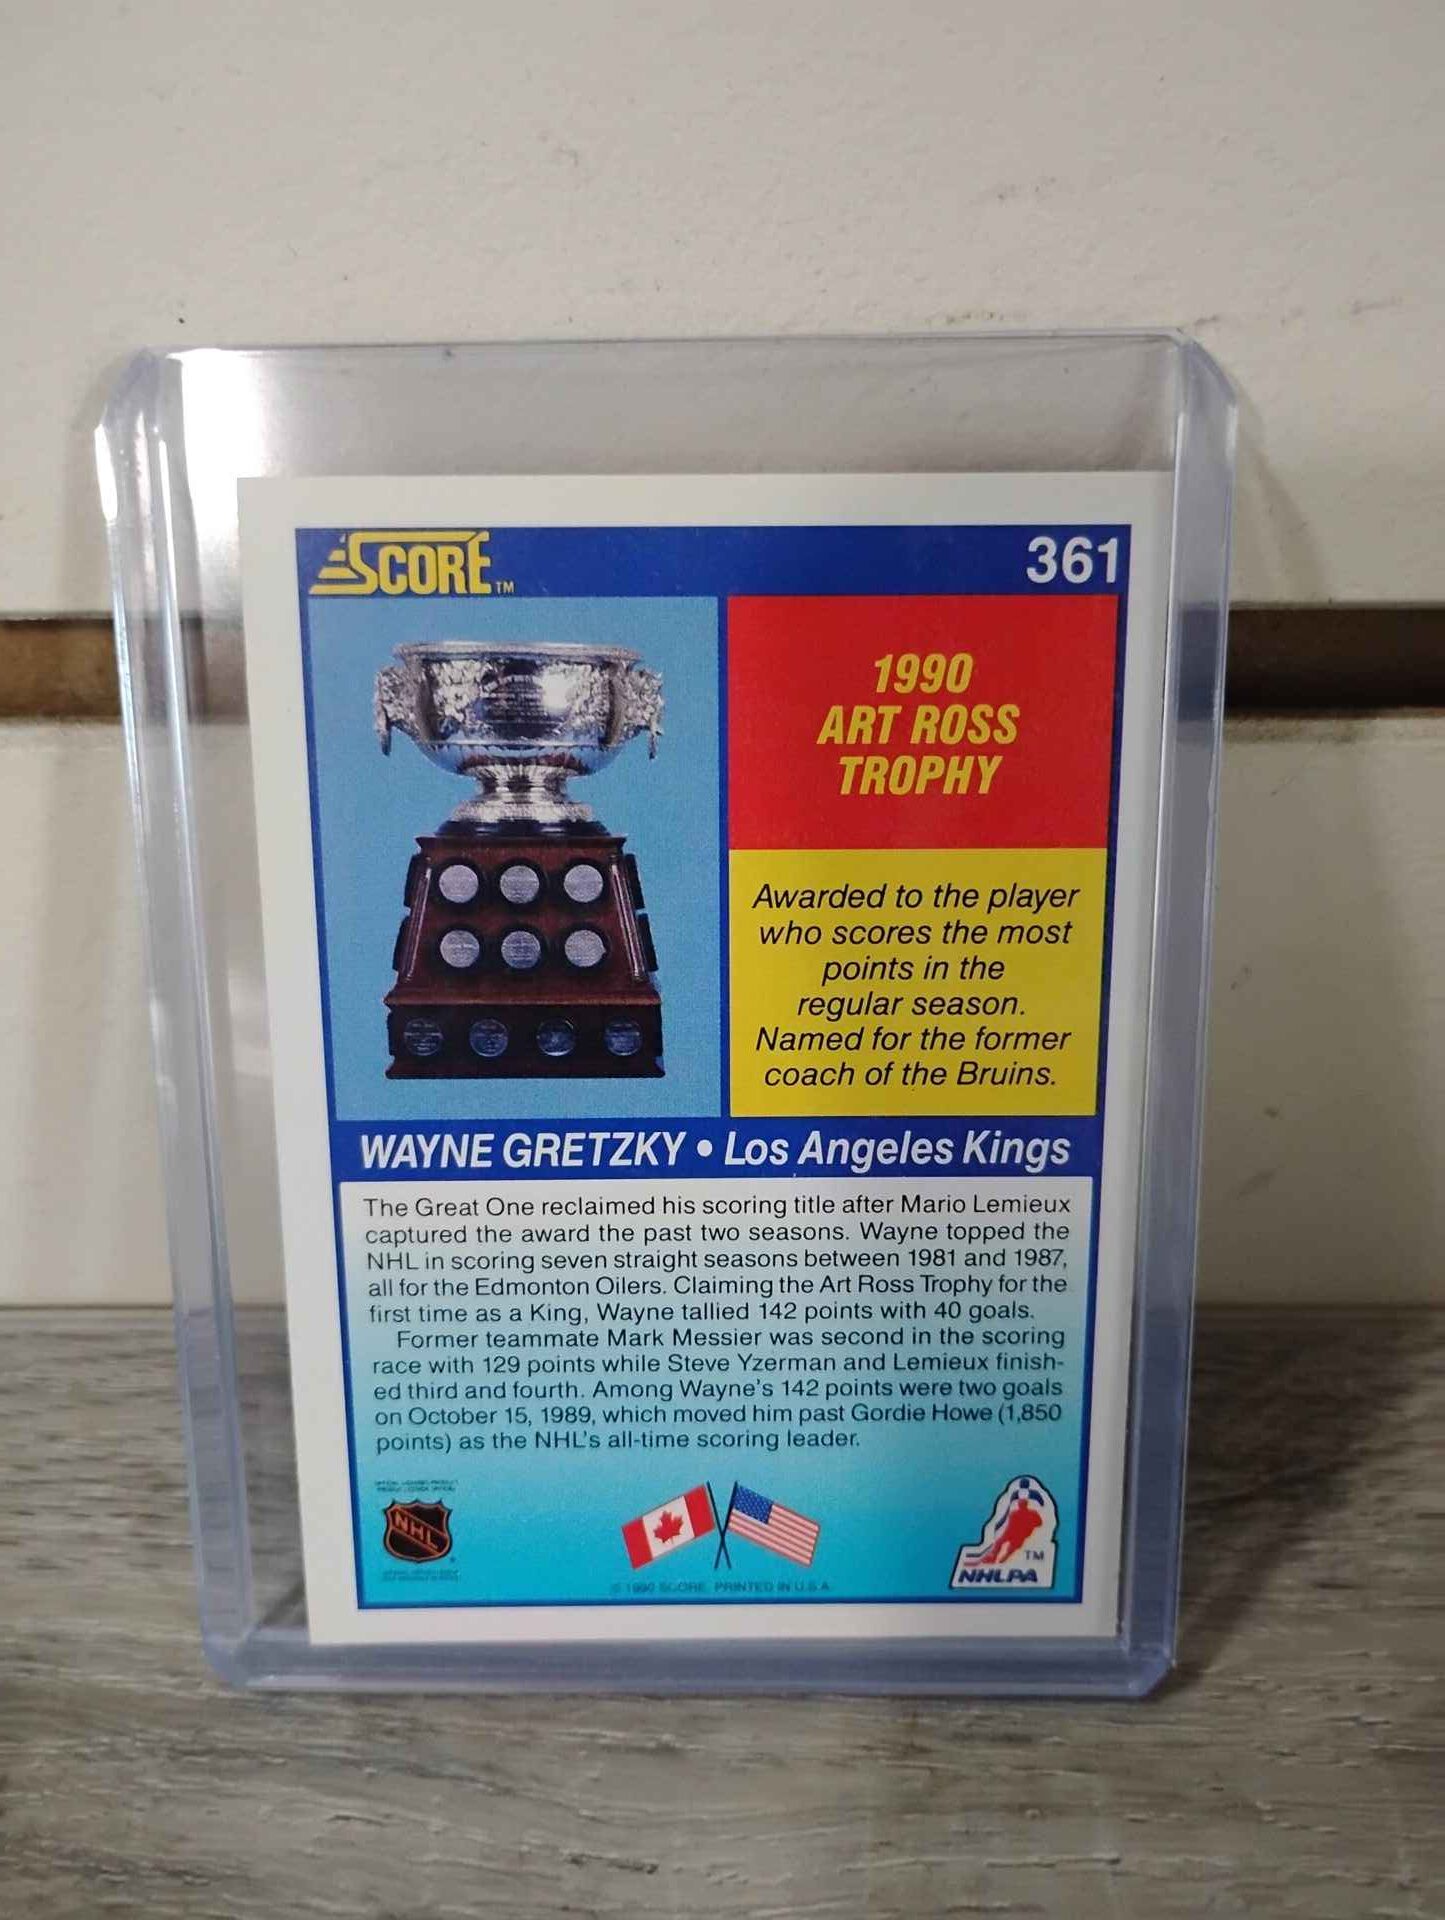 SCORE™
361
1990
ART ROSS
TROPHY
Awarded to the player
who scores the most
points in the
regular season.
Named for the former
coach of the Bruins.
WAYNE GRETZKY • Los Angeles Kings
The Great One reclaimed his scoring title after Mario Lemieux
captured the award the past two seasons. Wayne topped the
NHL in scoring seven straight seasons between 1981 and 1987,
all for the Edmonton Oilers. Claiming the Art Ross Trophy for the
first time as a King, Wayne tallied 142 points with 40 goals.
Former teammate Mark Messier was second in the scoring
race with 129 points while Steve Yzerman and Lemieux finish-
ed third and fourth. Among Wayne's 142 points were two goals
on October 15, 1989, which moved him past Gordie Howe (1,850
points) as the NHL's all-time scoring leader.
NHL
TM
NHLPA
© 1990 SCORE, PRINTED IN U.S.A.